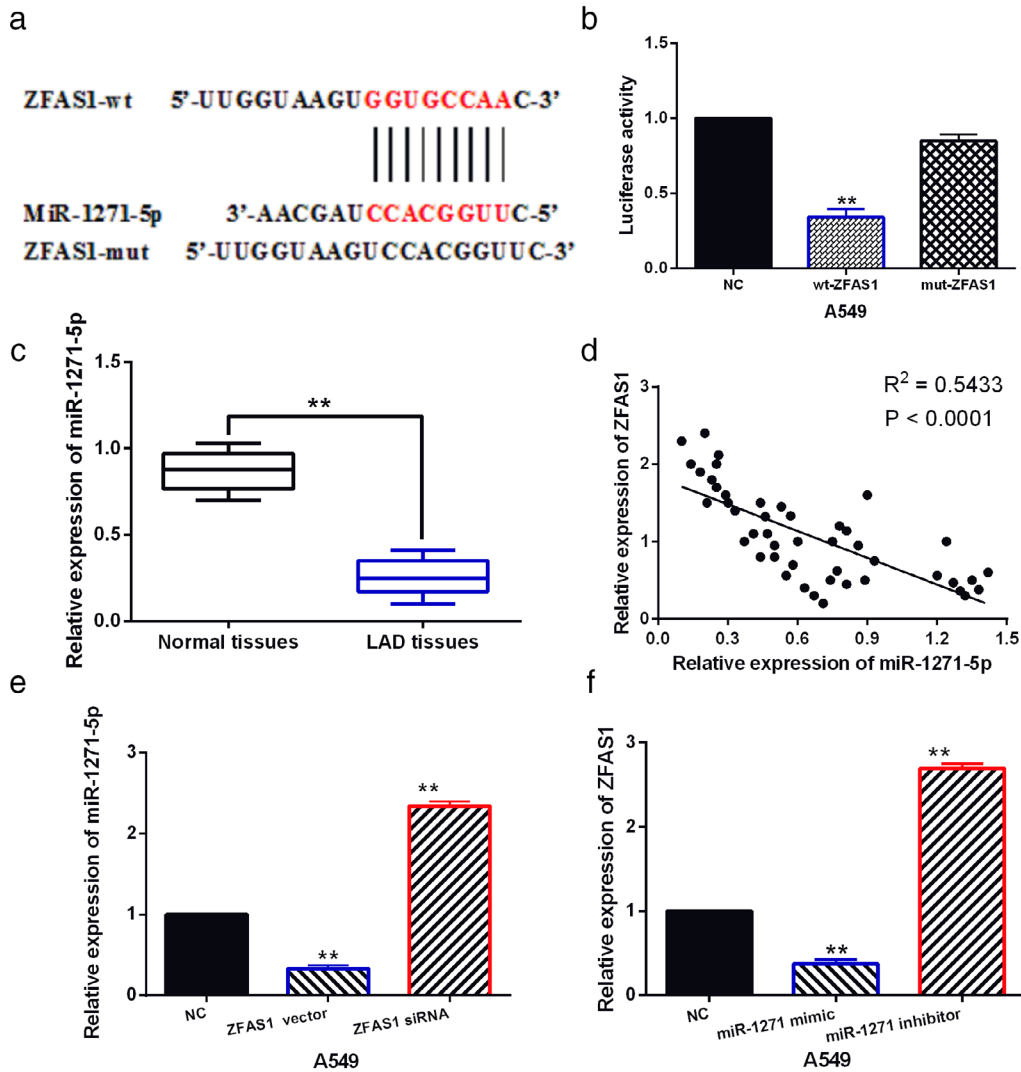 a
ZFAS1-wt 5’-UUGGUAAGUGGUGCCAAC-3’
MiR-1271-5p 3’-AACGAUCCACGGUUC-5’
ZFAS1-mut 5’-UUGGUAAGUCCACGGUUC-3’
b
Luciferase activity
1.5
1.0
0.5
0.0
**
NC
wt-ZFAS1
mut-ZFAS1
A549
c
Relative expression of miR-1271-5p
1.5
1.0
0.5
0.0
**
Normal tissues
LAD tissues
d
Relative expression of ZFAS1
3
2
1
0
R² = 0.5433
P < 0.0001
0.0 0.3 0.6 0.9 1.2 1.5
Relative expression of miR-1271-5p
e
Relative expression of miR-1271-5p
3
2
1
0
**
**
NC
ZFAS1 vector
ZFAS1 siRNA
A549
f
Relative expression of ZFAS1
3
2
1
0
**
**
NC
miR-1271 mimic
miR-1271 inhibitor
A549